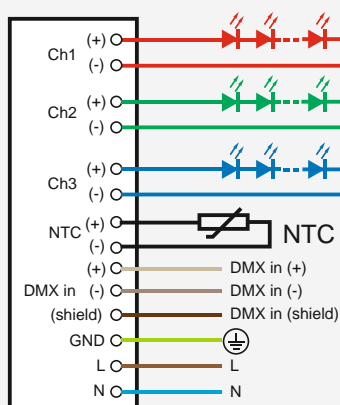 Ch1 (+)
(-)
Ch2 (+)
(-)
Ch3 (+)
(-)
NTC (+)
(-)
NTC
(+) DMX in (+)
DMX in (-) DMX in (-)
(shield) DMX in (shield)
GND
L L
N N